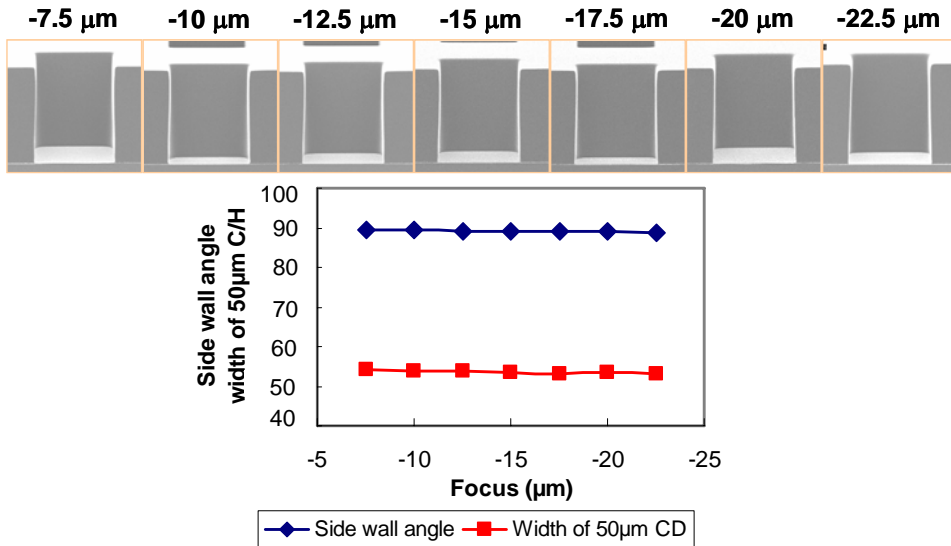 -7.5 µm -10 µm -12.5 µm -15 µm -17.5 µm -20 µm -22.5 µm
Side wall angle
width of 50µm C/H
100
90
80
70
60
50
40
-5 -10 -15 -20 -25
Focus (µm)
Side wall angle Width of 50µm CD